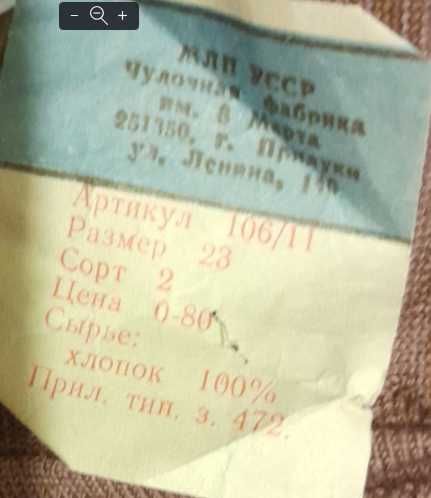 МЛП УССР
Чулочная фабрика
им. 8 Марта
251350, г. Прилуки
ул. Ленина,
Артикул 106/11
Размер 23
Сорт 2
Цена 0-80
Сырье:
хлопок 100%
Прил. тип. з. 472.